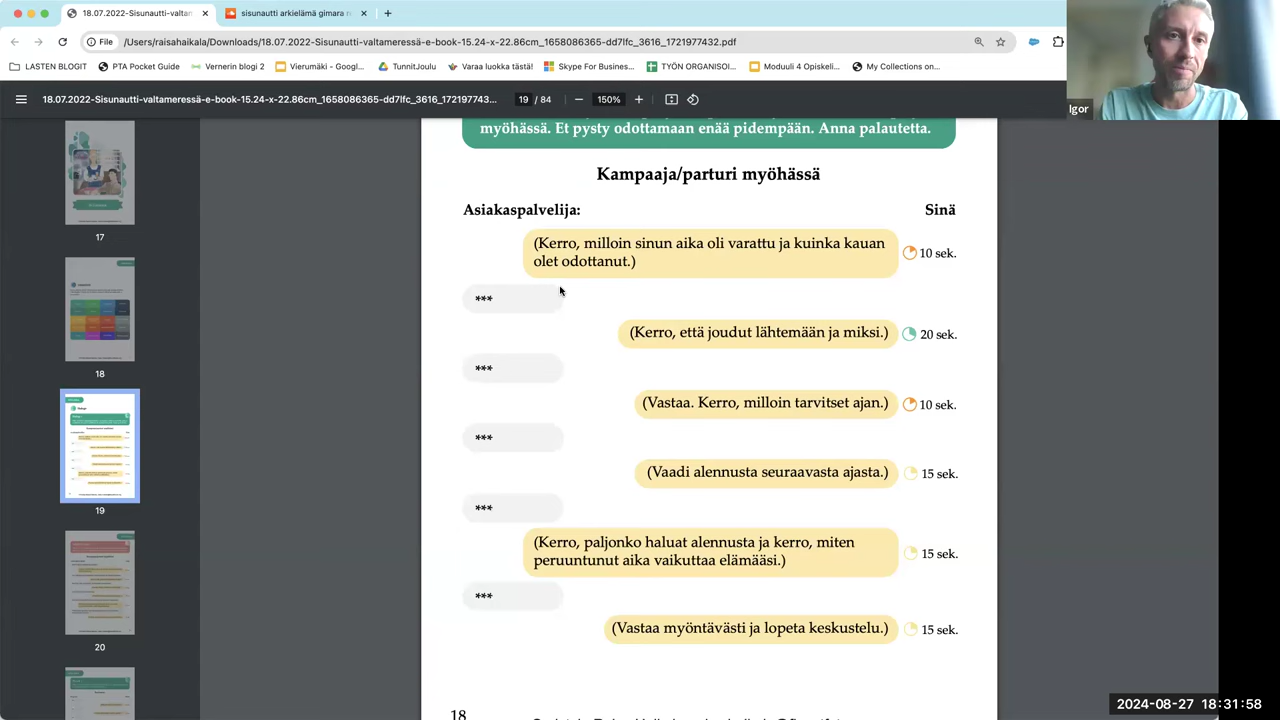 18.07.2022-Sisunautti-valtam
sisunautti arkielämä gimara
File
/Users/raisahaikala/Downloads/18.07.2022-Sisunautti-valtameressä-e-book-15.24-x-22.86cm_1658086365-dd7lfc_3616_1721977432.pdf
LASTEN BLOGIT
PTA Pocket Guide
Vernerin blogi 2
Vierumäki - Googl...
TunnitJoulu
Varaa luokka tästä!
Skype For Busines...
TYÖN ORGANISOI...
Moduuli 4 Opiskeli...
My Collections on...
18.07.2022-Sisunautti-valtameressä-e-book-15.24-x-22.86cm_1658086365-dd7lfc_3616_172197743...
19 / 84
150%
Igor
17
18
19
20
myöhässä. Et pysty odottamaan enää pidempään. Anna palautetta.
Kampaaja/parturi myöhässä
Asiakaspalvelija:
Sinä
(Kerro, milloin sinun aika oli varattu ja kuinka kauan
olet odottanut.)
10 sek.
***
(Kerro, että joudut lähtemään ja miksi.)
20 sek.
***
(Vastaa. Kerro, milloin tarvitset ajan.)
10 sek.
***
(Vaadi alennusta seuraavasta ajasta.)
15 sek.
***
(Kerro, paljonko haluat alennusta ja kerro, miten
peruuntunut aika vaikuttaa elämääsi.)
15 sek.
***
(Vastaa myöntävästi ja lopeta keskustelu.)
15 sek.
18
2024-08-27 18:31:58